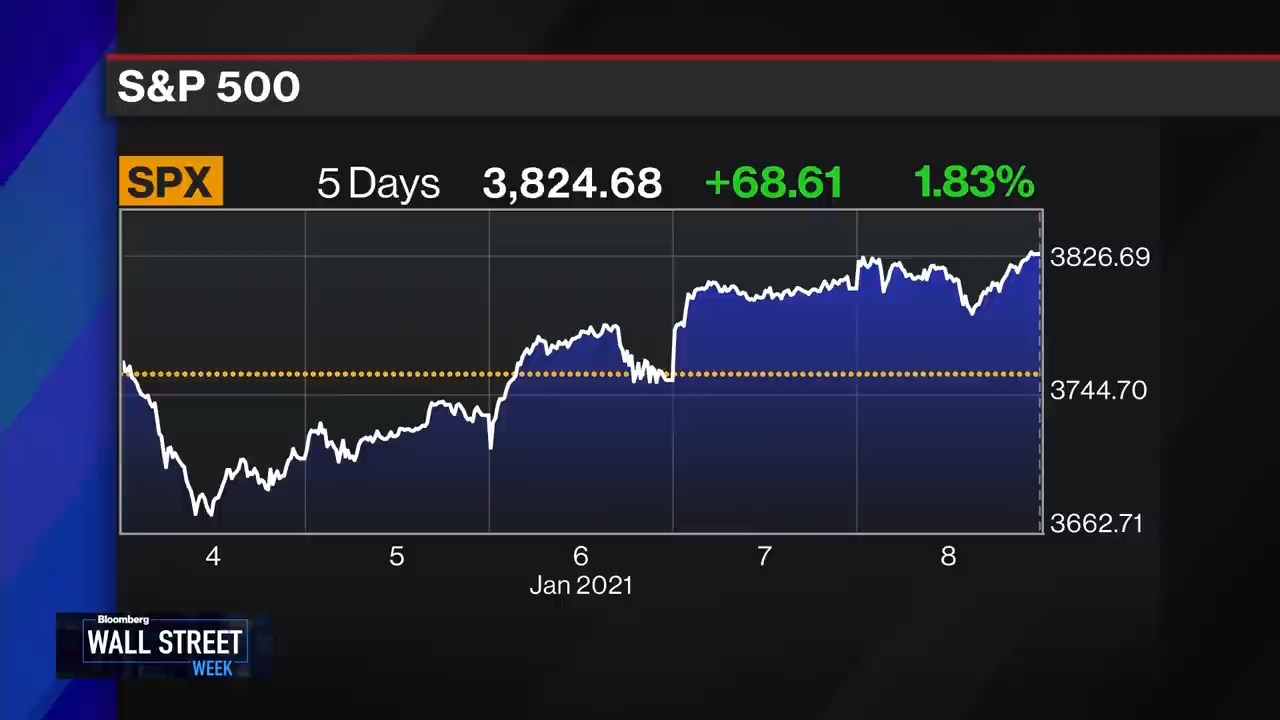 S&P 500
SPX 5 Days 3,824.68 +68.61 1.83%
3826.69
3744.70
3662.71
4 5 6 7 8
Jan 2021
Bloomberg
WALL STREET
WEEK